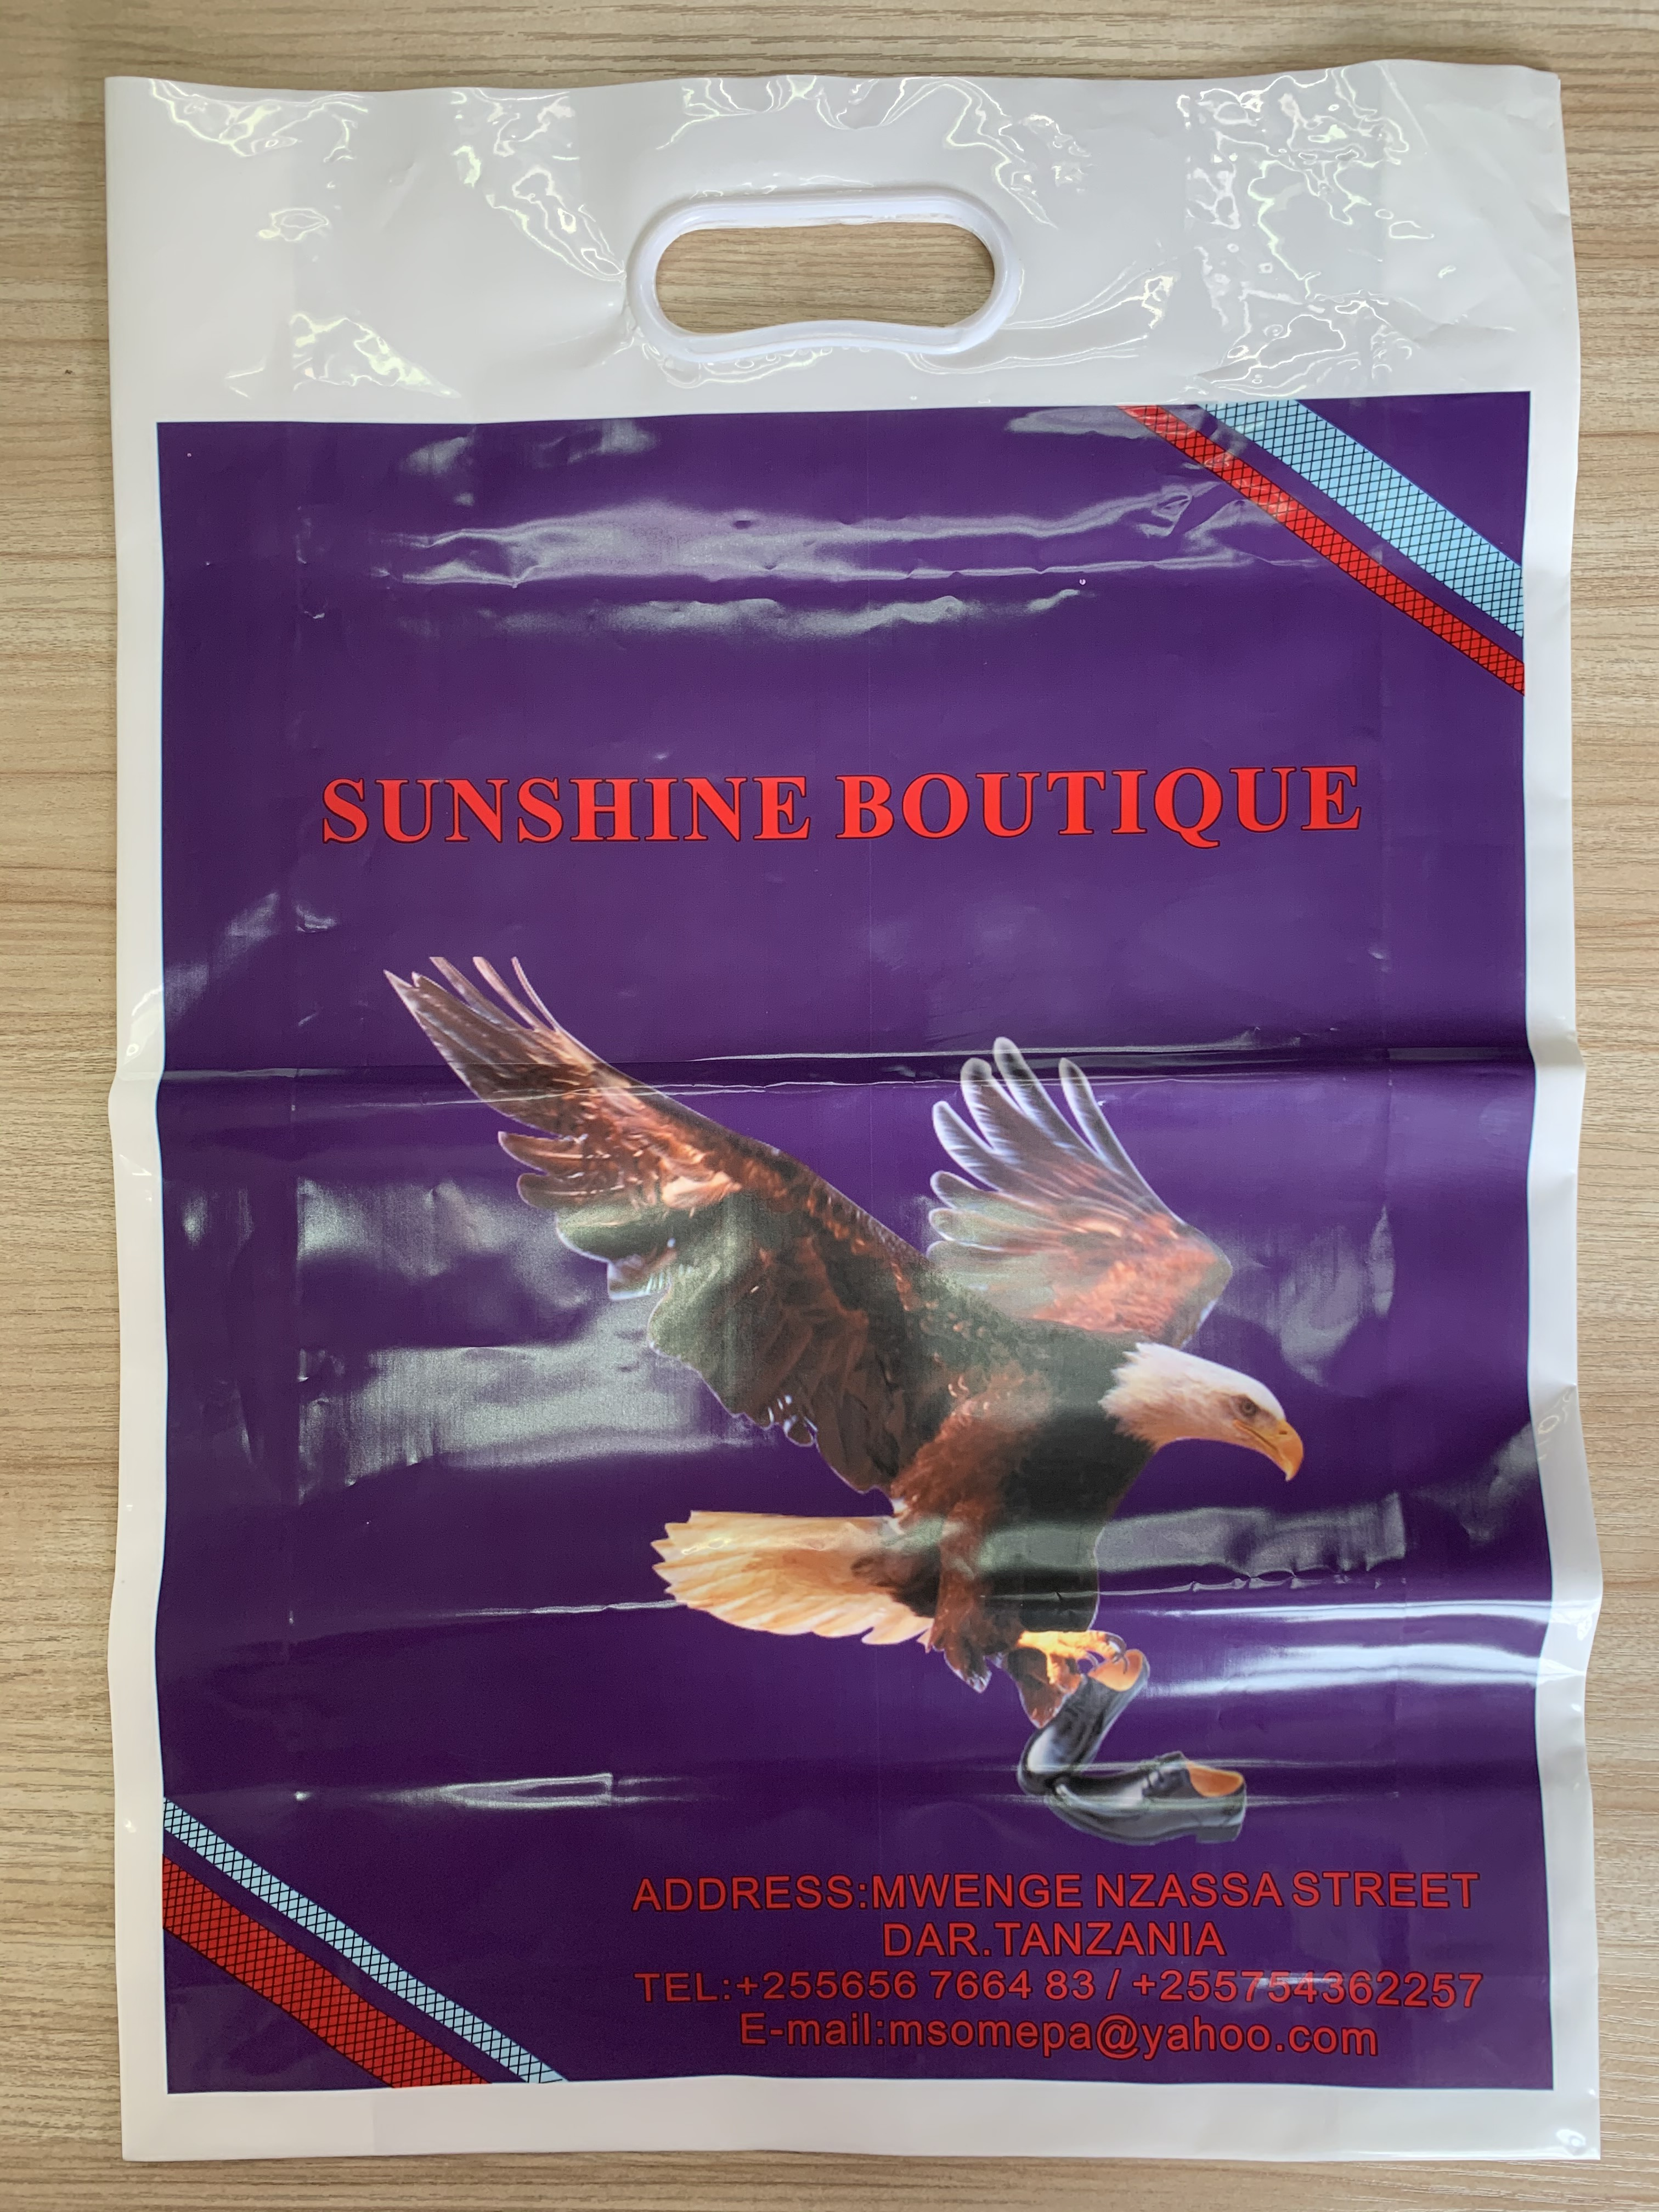 SUNSHINE BOUTIQUE
ADDRESS:MWENGE NZASSA STREET
DAR.TANZANIA
TEL:+255656 7664 83 / +255754362257
E-mail:msomepa@yahoo.com